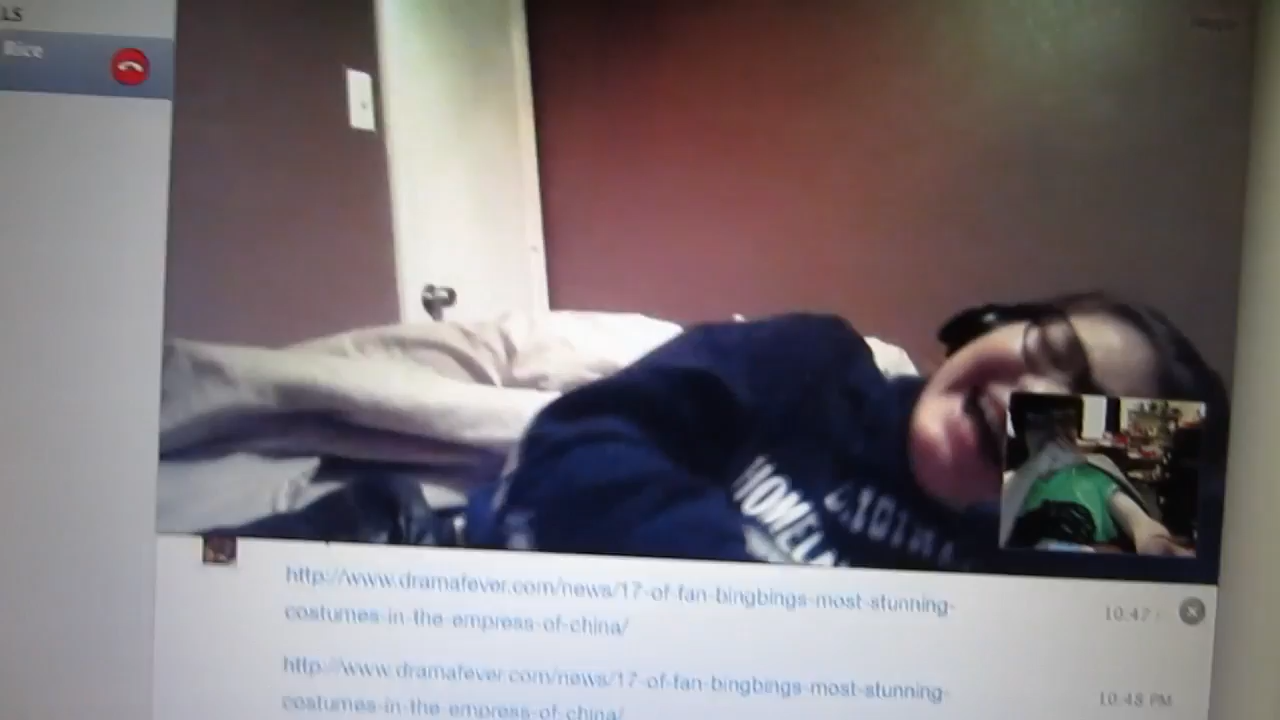 LS
Rice
http://www.dramafever.com/news/17-of-fan-bingbings-most-stunning-
costumes-in-the-empress-of-china/
10:47
http://www.dramafever.com/news/17-of-fan-bingbings-most-stunning-
costumes-in-the-empress-of-china/
10:48 PM